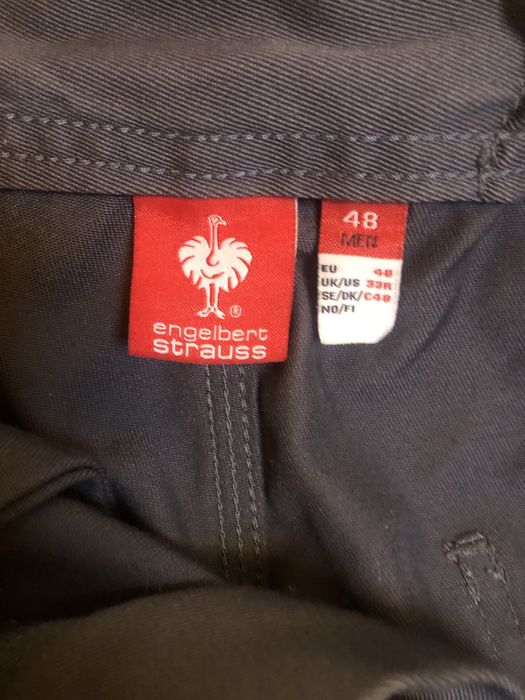 ®
engelbert
strauss
48
MEN
EU 48
UK/US 33R
SE/DK/ C48
NO/FI